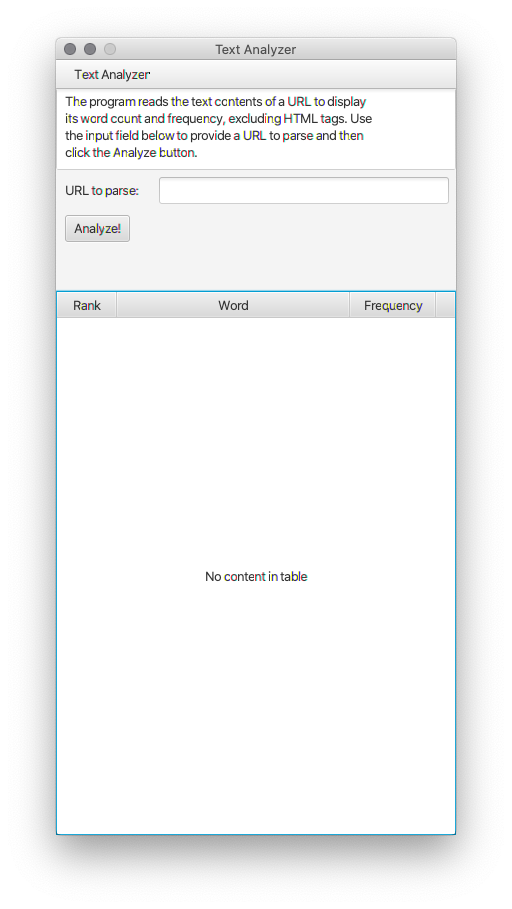 Text Analyzer
Text Analyzer
The program reads the text contents of a URL to display
its word count and frequency, excluding HTML tags. Use
the input field below to provide a URL to parse and then
click the Analyze button.
URL to parse:
Analyze!
Rank Word Frequency
No content in table